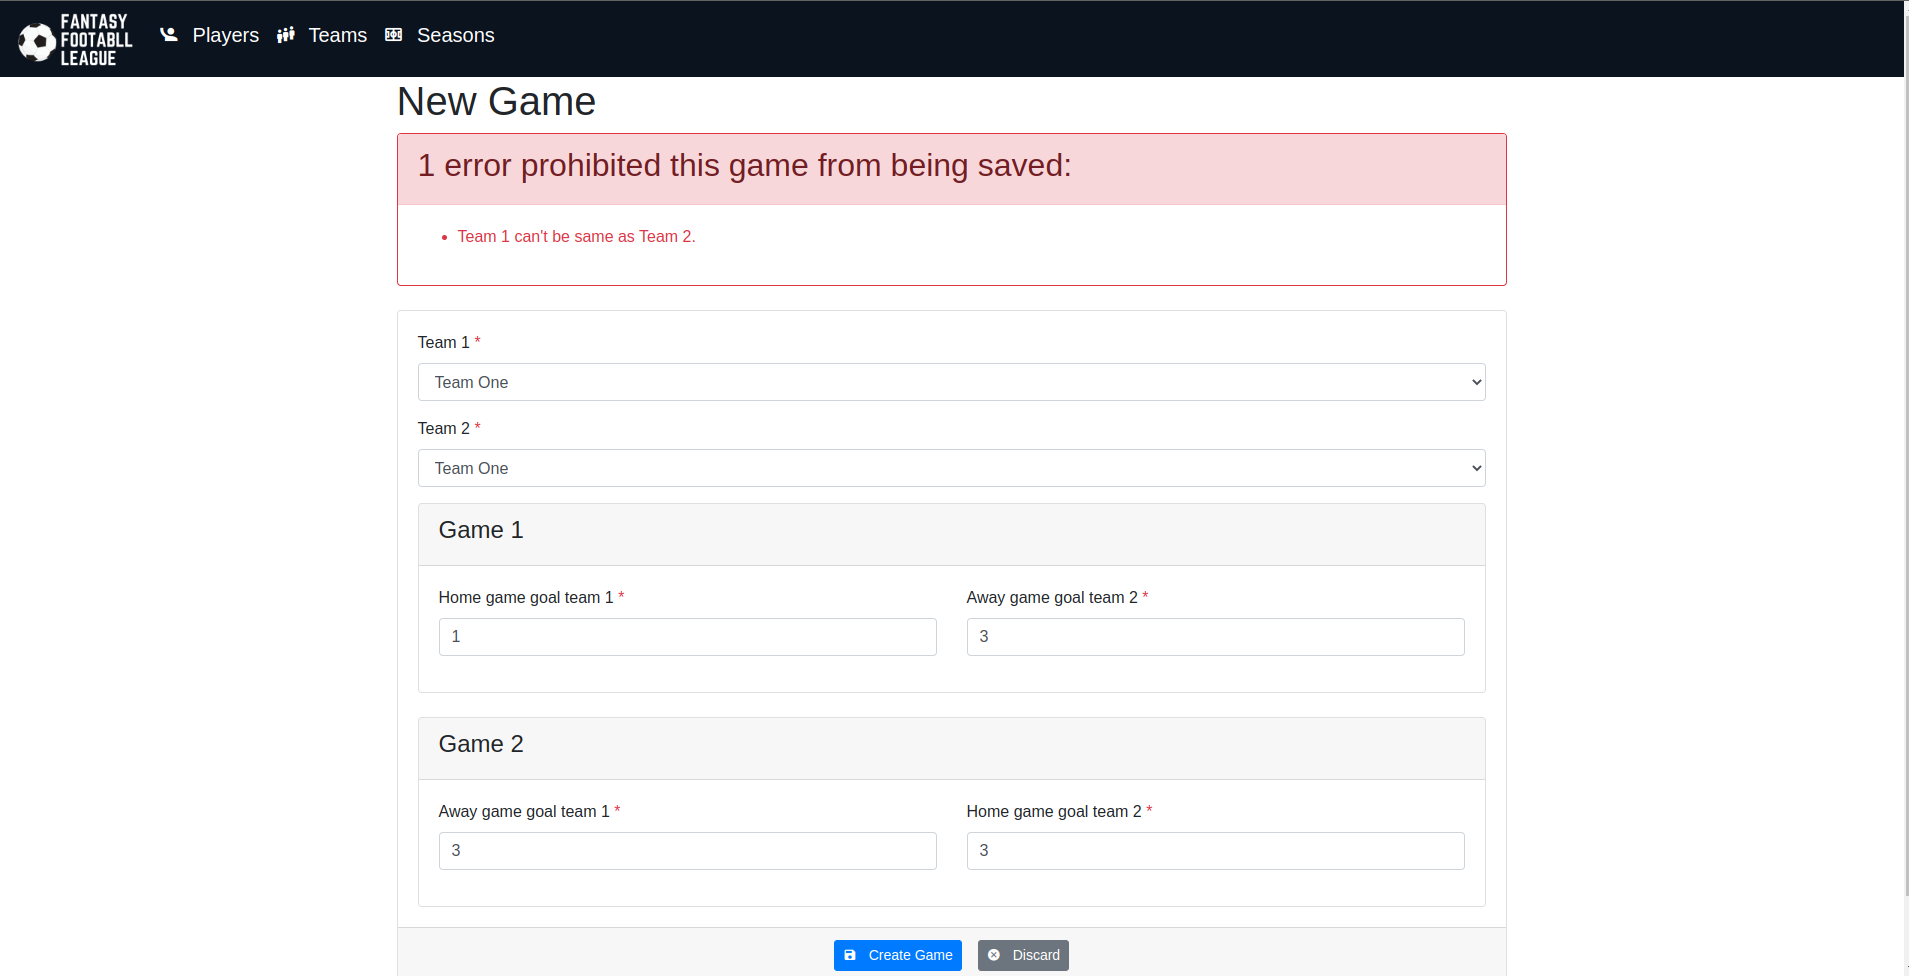 FANTASY
FOOTABLL
LEAGUE
Players Teams Seasons
New Game
1 error prohibited this game from being saved:
• Team 1 can't be same as Team 2.
Team 1 *
Team One
Team 2 *
Team One
Game 1
Home game goal team 1 * Away game goal team 2 *
1 3
Game 2
Away game goal team 1 * Home game goal team 2 *
3 3
Create Game Discard